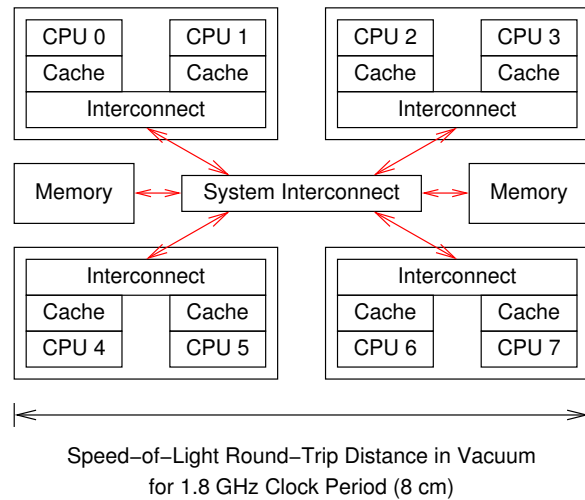 CPU 0 CPU 1 CPU 2 CPU 3
Cache Cache Cache Cache
Interconnect Interconnect
Memory System Interconnect Memory
Interconnect Interconnect
Cache Cache Cache Cache
CPU 4 CPU 5 CPU 6 CPU 7
Speed−of−Light Round−Trip Distance in Vacuum
for 1.8 GHz Clock Period (8 cm)